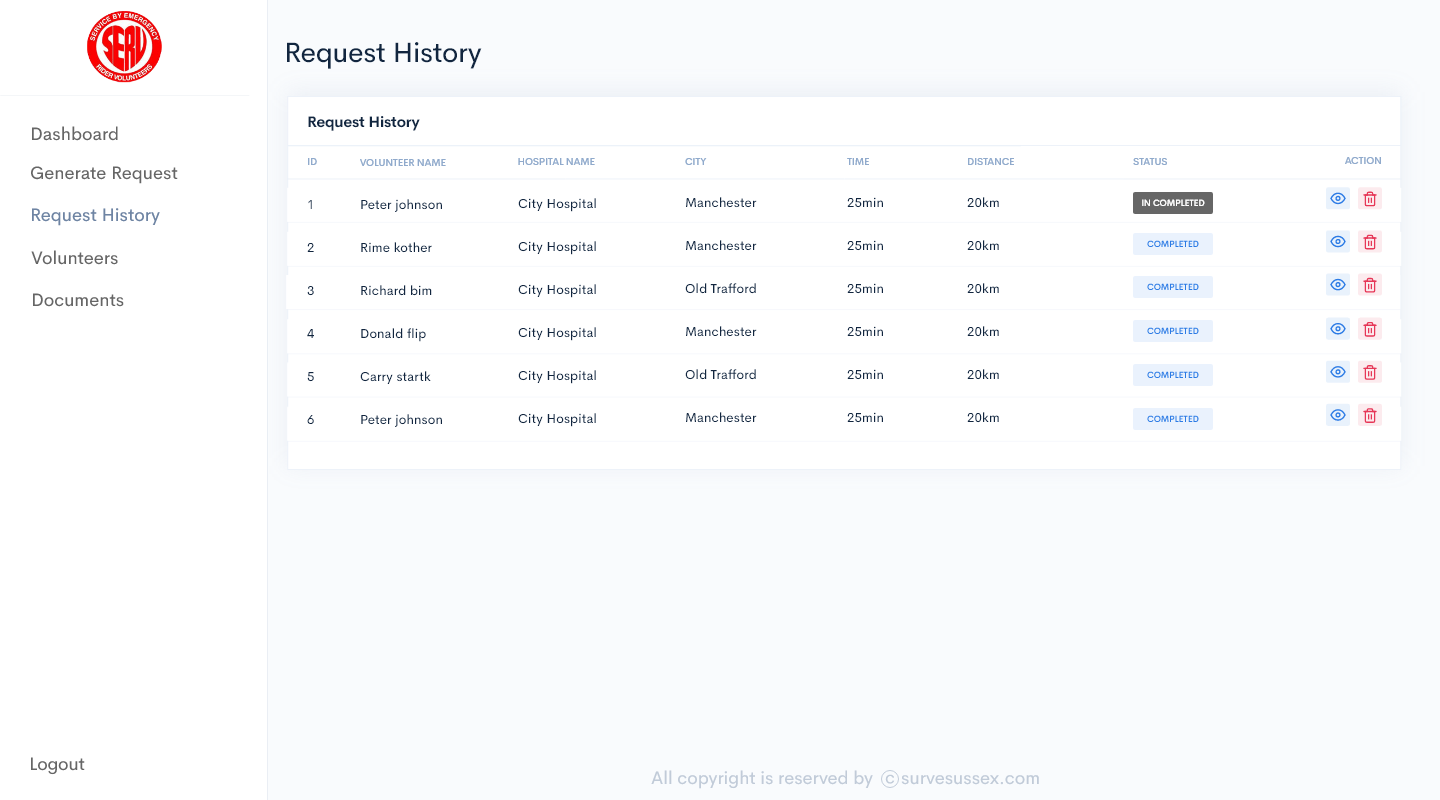 SERVICE BY EMERGENCY
SERV
RIDER VOLUNTEERS
Dashboard
Generate Request
Request History
Volunteers
Documents
Logout
Request History
Request History
ID VOLUNTEER NAME HOSPITAL NAME CITY TIME DISTANCE STATUS ACTION
1 Peter johnson City Hospital Manchester 25min 20km IN COMPLETED
2 Rime kother City Hospital Manchester 25min 20km COMPLETED
3 Richard bim City Hospital Old Trafford 25min 20km COMPLETED
4 Donald flip City Hospital Manchester 25min 20km COMPLETED
5 Carry startk City Hospital Old Trafford 25min 20km COMPLETED
6 Peter johnson City Hospital Manchester 25min 20km COMPLETED
All copyright is reserved by ©survesussex.com